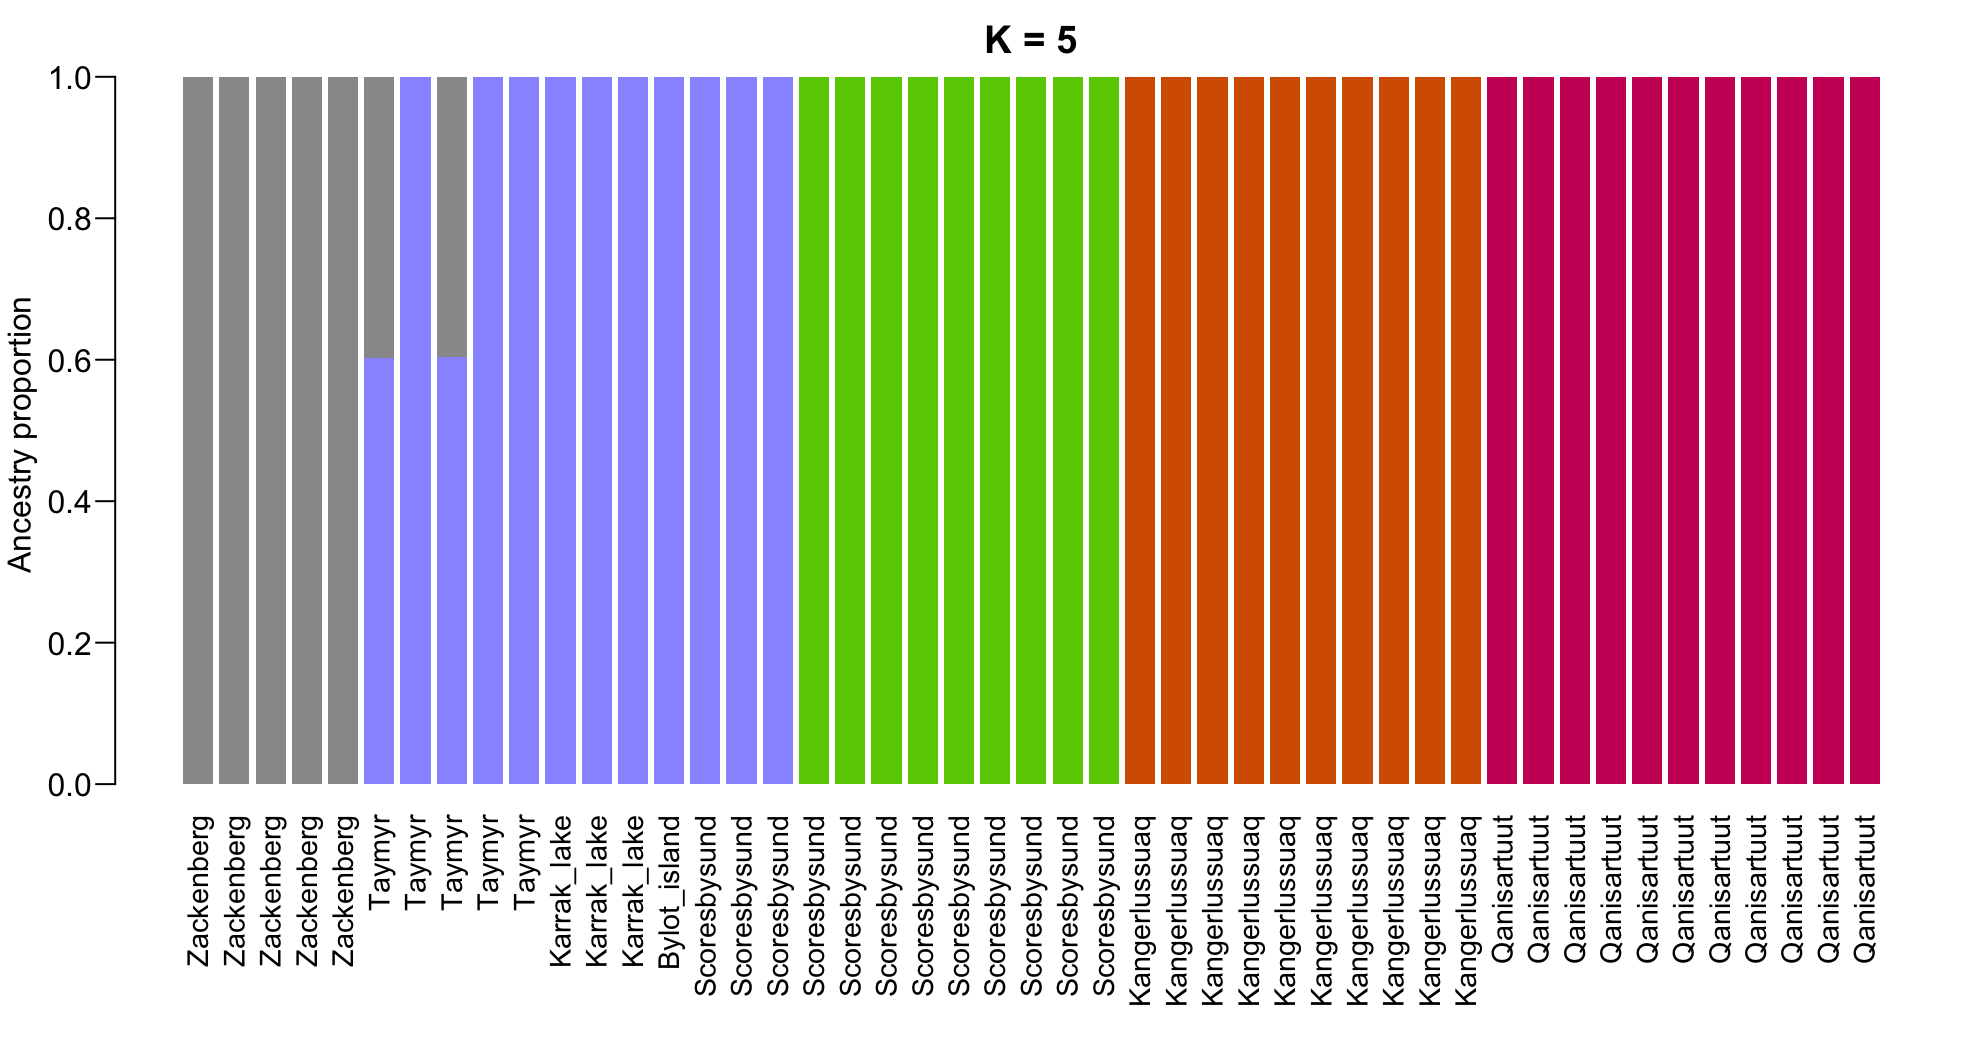 K = 5
Ancestry proportion
1.0
0.8
0.6
0.4
0.2
0.0
Zackenberg
Zackenberg
Zackenberg
Zackenberg
Zackenberg
Taymyr
Taymyr
Taymyr
Taymyr
Taymyr
Karrak_lake
Karrak_lake
Karrak_lake
Bylot_island
Scoresbysund
Scoresbysund
Scoresbysund
Scoresbysund
Scoresbysund
Scoresbysund
Scoresbysund
Scoresbysund
Scoresbysund
Scoresbysund
Scoresbysund
Scoresbysund
Kangerlussuaq
Kangerlussuaq
Kangerlussuaq
Kangerlussuaq
Kangerlussuaq
Kangerlussuaq
Kangerlussuaq
Kangerlussuaq
Kangerlussuaq
Kangerlussuaq
Qanisartuut
Qanisartuut
Qanisartuut
Qanisartuut
Qanisartuut
Qanisartuut
Qanisartuut
Qanisartuut
Qanisartuut
Qanisartuut
Qanisartuut